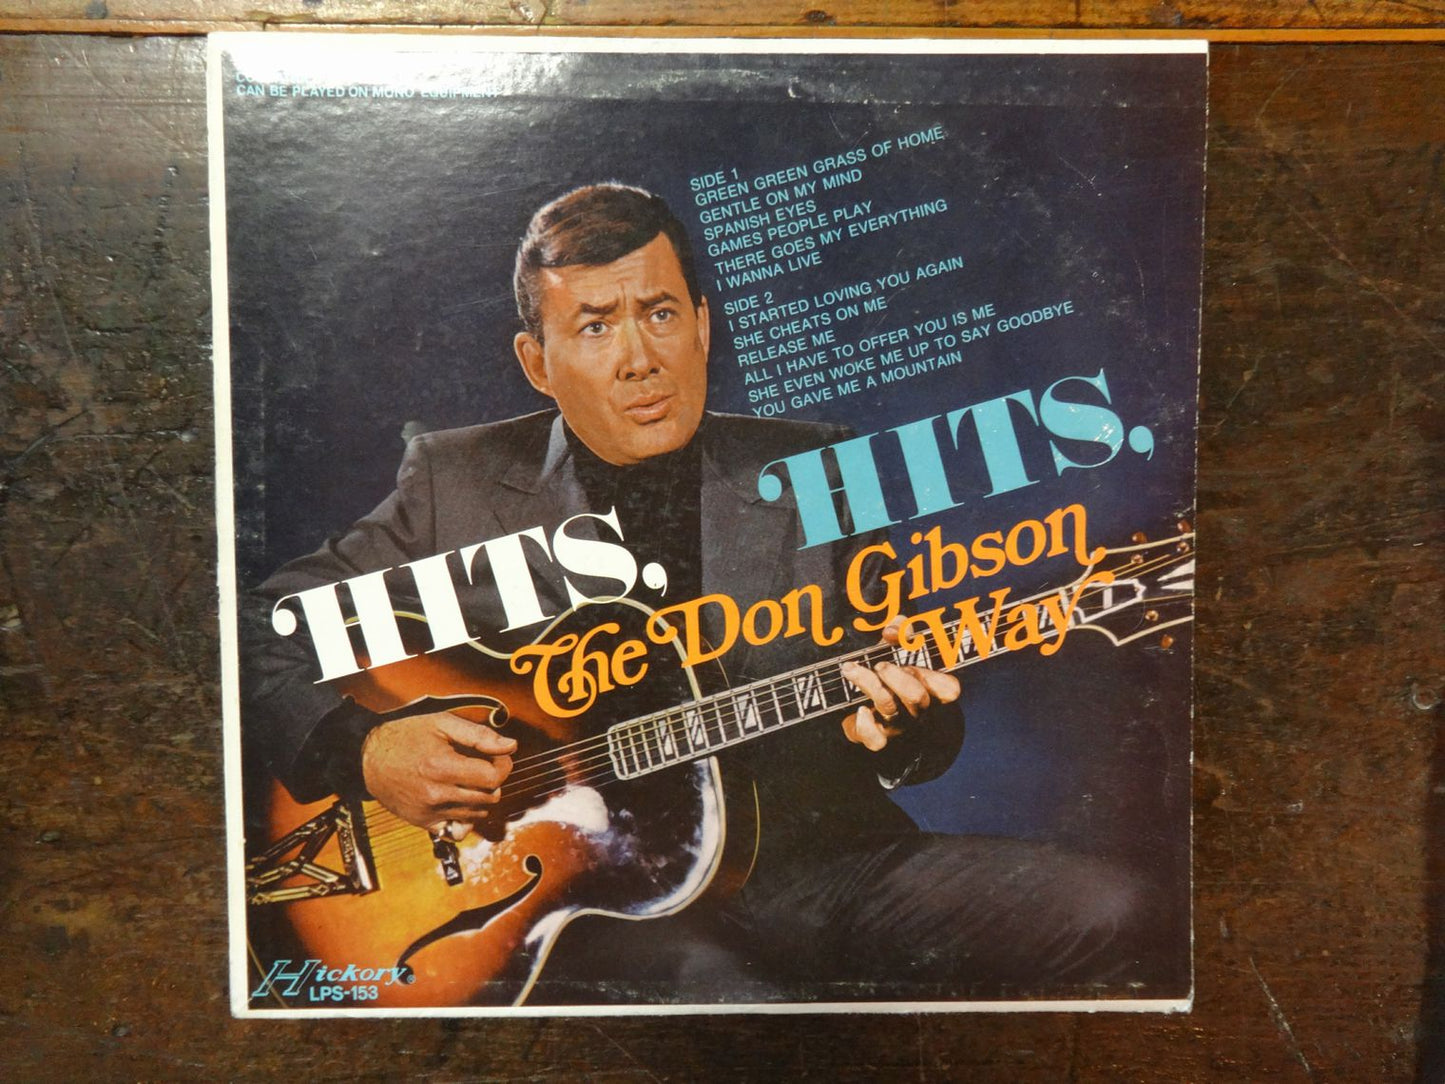 CAN BE PLAYED ON MONO EQUIPMENT
SIDE 1
GREEN GREEN GRASS OF HOME
GENTLE ON MY MIND
SPANISH EYES
GAMES PEOPLE PLAY
THERE GOES MY EVERYTHING
I WANNA LIVE
SIDE 2
I STARTED LOVING YOU AGAIN
SHE CHEATS ON ME
RELEASE ME
ALL I HAVE TO OFFER YOU IS ME
SHE EVEN WOKE ME UP TO SAY GOODBYE
YOU GAVE ME A MOUNTAIN
HITS,
HITS,
The Don Gibson
Way
Hickory®
LPS-153